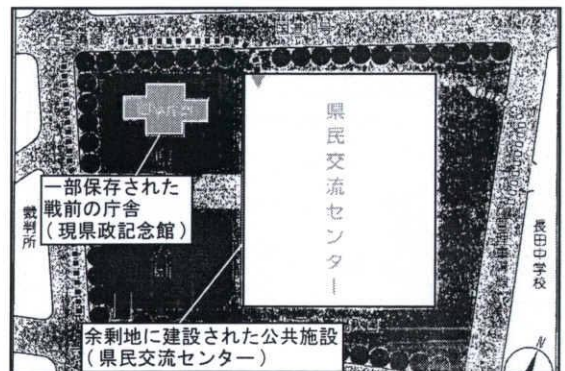 県民交流センター
一部保存された
戦前の庁舎
(現県政記念館)
裁判所
長田中学校
余剰地に建設された公共施設
(県民交流センター)
N